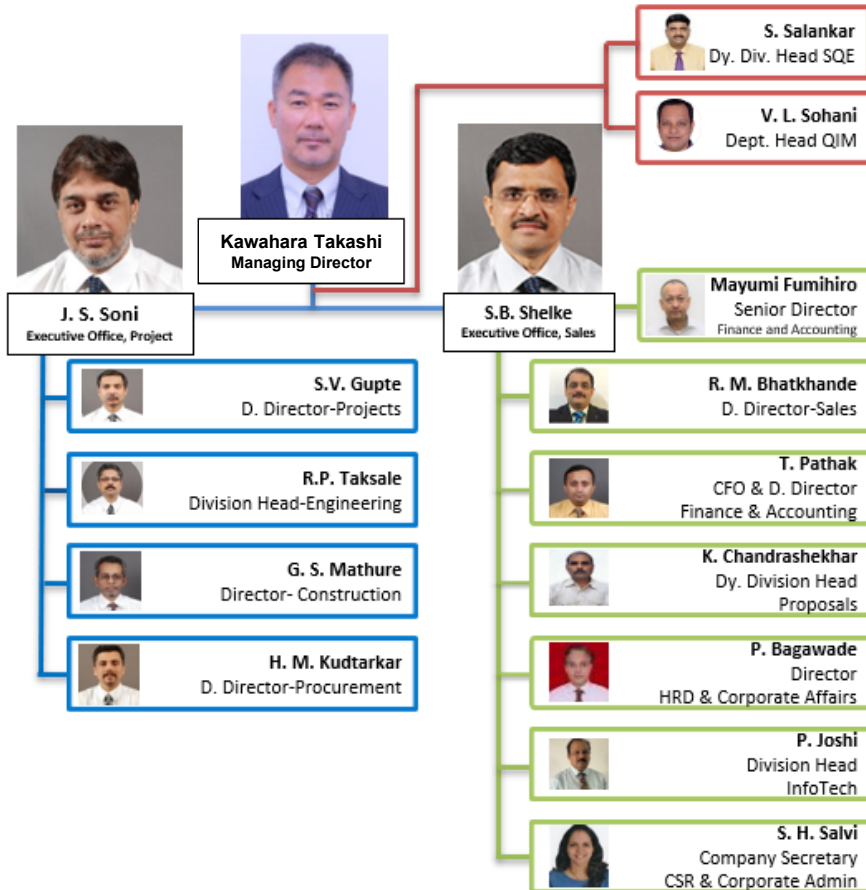 S. Salankar
Dy. Div. Head SQE
V. L. Sohani
Dept. Head QIM
Kawahara Takashi
Managing Director
J. S. Soni
Executive Office, Project
S.B. Shelke
Executive Office, Sales
Mayumi Fumihiro
Senior Director
Finance and Accounting
S.V. Gupte
D. Director-Projects
R.P. Taksale
Division Head-Engineering
G. S. Mathure
Director- Construction
H. M. Kudtarkar
D. Director-Procurement
R. M. Bhatkhande
D. Director-Sales
T. Pathak
CFO & D. Director
Finance & Accounting
K. Chandrashekhar
Dy. Division Head
Proposals
P. Bagawade
Director
HRD & Corporate Affairs
P. Joshi
Division Head
InfoTech
S. H. Salvi
Company Secretary
CSR & Corporate Admin